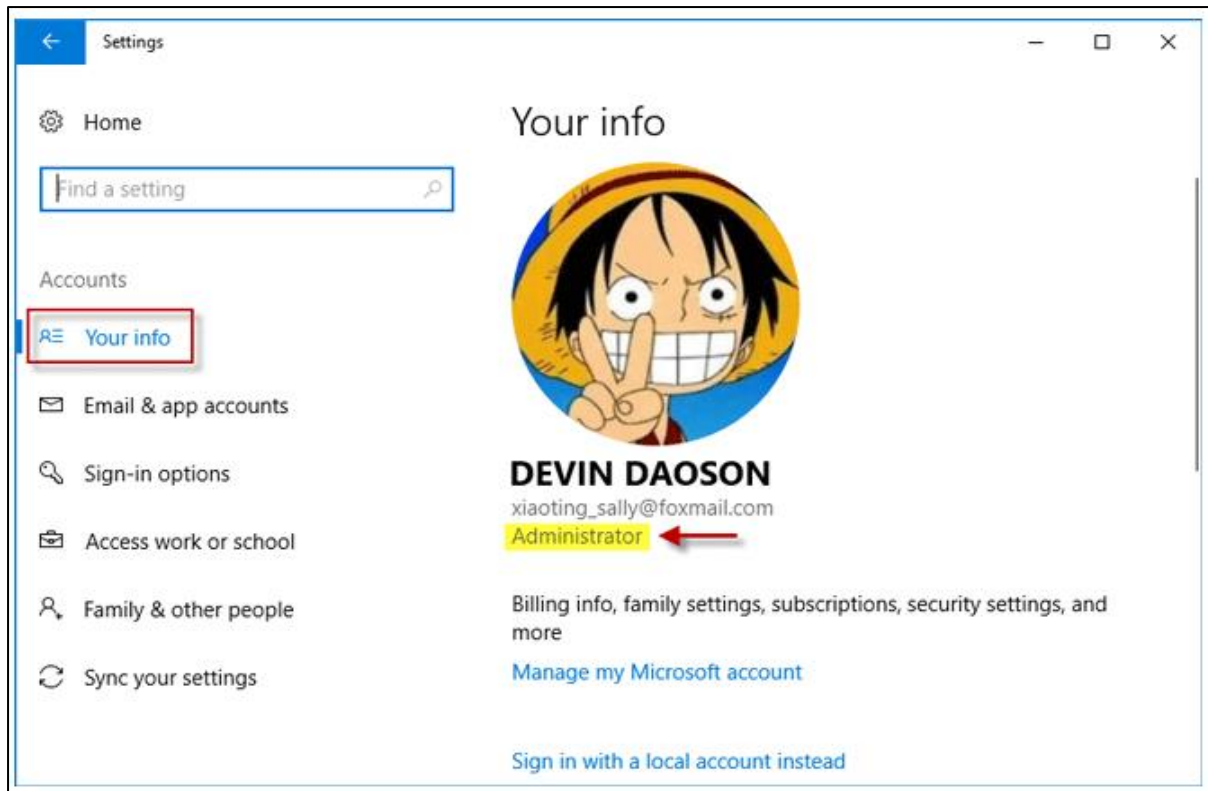 Settings
Home
Find a setting
Accounts
Your info
Email & app accounts
Sign-in options
Access work or school
Family & other people
Sync your settings
Your info
DEVIN DAOSON
xiaoting_sally@foxmail.com
Administrator
Billing info, family settings, subscriptions, security settings, and
more
Manage my Microsoft account
Sign in with a local account instead